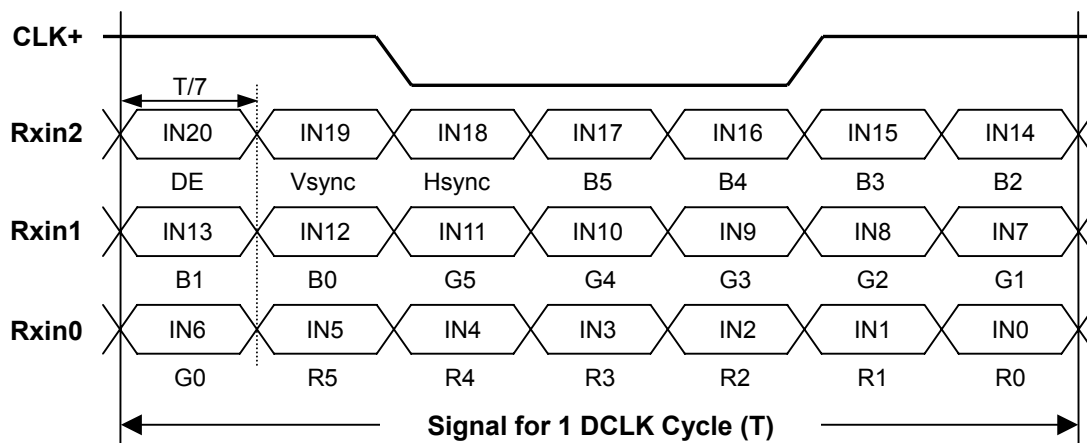 CLK+
T/7
Rxin2 IN20 IN19 IN18 IN17 IN16 IN15 IN14
DE Vsync Hsync B5 B4 B3 B2
Rxin1 IN13 IN12 IN11 IN10 IN9 IN8 IN7
B1 B0 G5 G4 G3 G2 G1
Rxin0 IN6 IN5 IN4 IN3 IN2 IN1 IN0
G0 R5 R4 R3 R2 R1 R0
Signal for 1 DCLK Cycle (T)